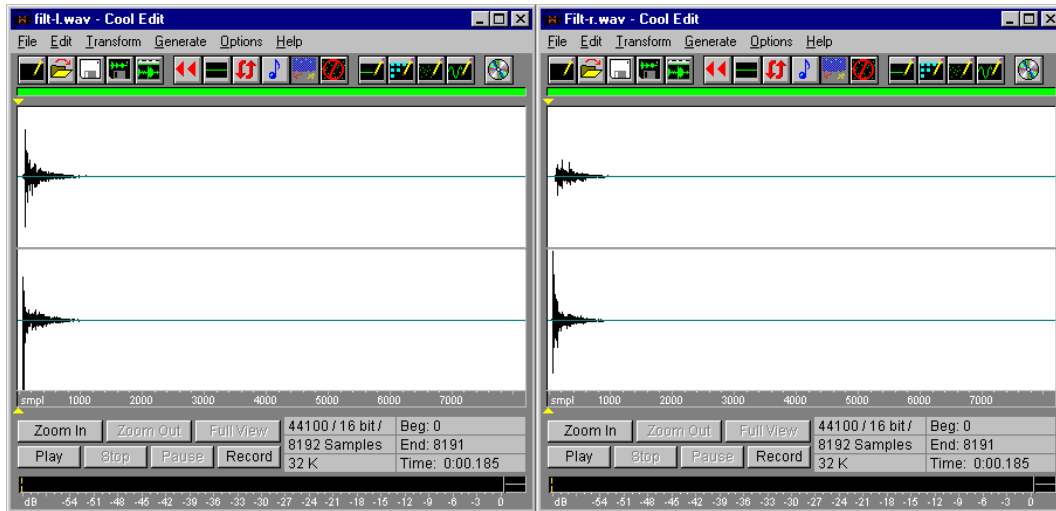 filt-l.wav - Cool Edit
File Edit Transform Generate Options Help
smpl 1000 2000 3000 4000 5000 6000 7000
Zoom In Zoom Out Full View
Play Stop Pause Record
44100 / 16 bit / Beg: 0
8192 Samples End: 8191
32 K Time: 0:00.185
dB -54 -51 -48 -45 -42 -39 -36 -33 -30 -27 -24 -21 -18 -15 -12 -9 -6 -3 0
Filt-r.wav - Cool Edit
File Edit Transform Generate Options Help
smpl 1000 2000 3000 4000 5000 6000 7000
Zoom In Zoom Out Full View
Play Stop Pause Record
44100 / 16 bit / Beg: 0
8192 Samples End: 8191
32 K Time: 0:00.185
dB -54 -51 -48 -45 -42 -39 -36 -33 -30 -27 -24 -21 -18 -15 -12 -9 -6 -3 0